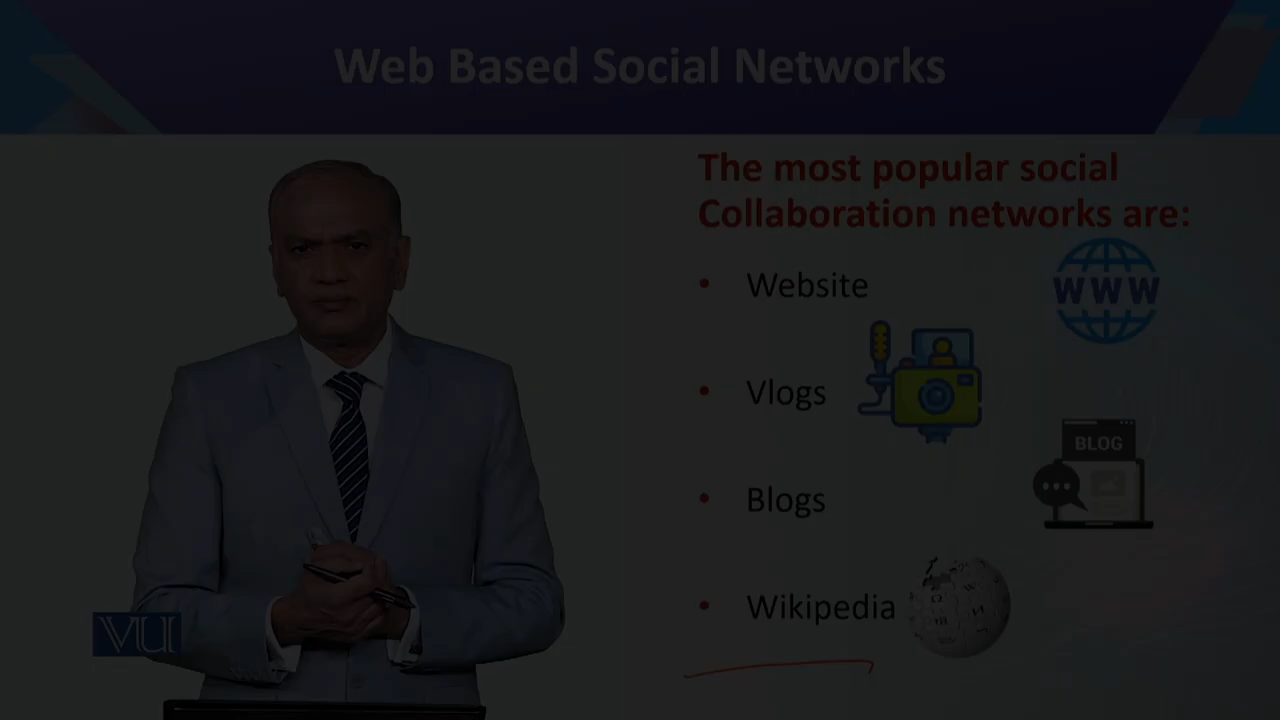 Web Based Social Networks
The most popular social
Collaboration networks are:
• Website
WWW
• Vlogs
BLOG
• Blogs
• Wikipedia
VU